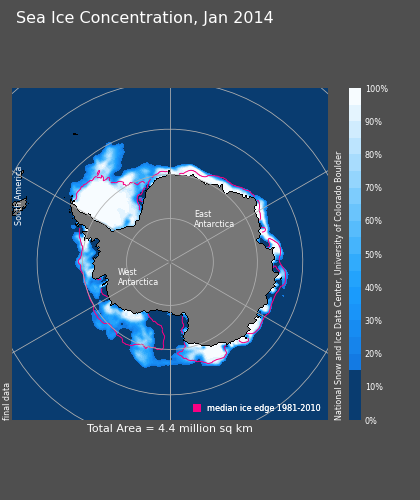 Sea Ice Concentration, Jan 2014
South America
East
Antarctica
West
Antarctica
median ice edge 1981-2010
final data
Total Area = 4.4 million sq km
National Snow and Ice Data Center, University of Colorado Boulder
100%
90%
80%
70%
60%
50%
40%
30%
20%
10%
0%